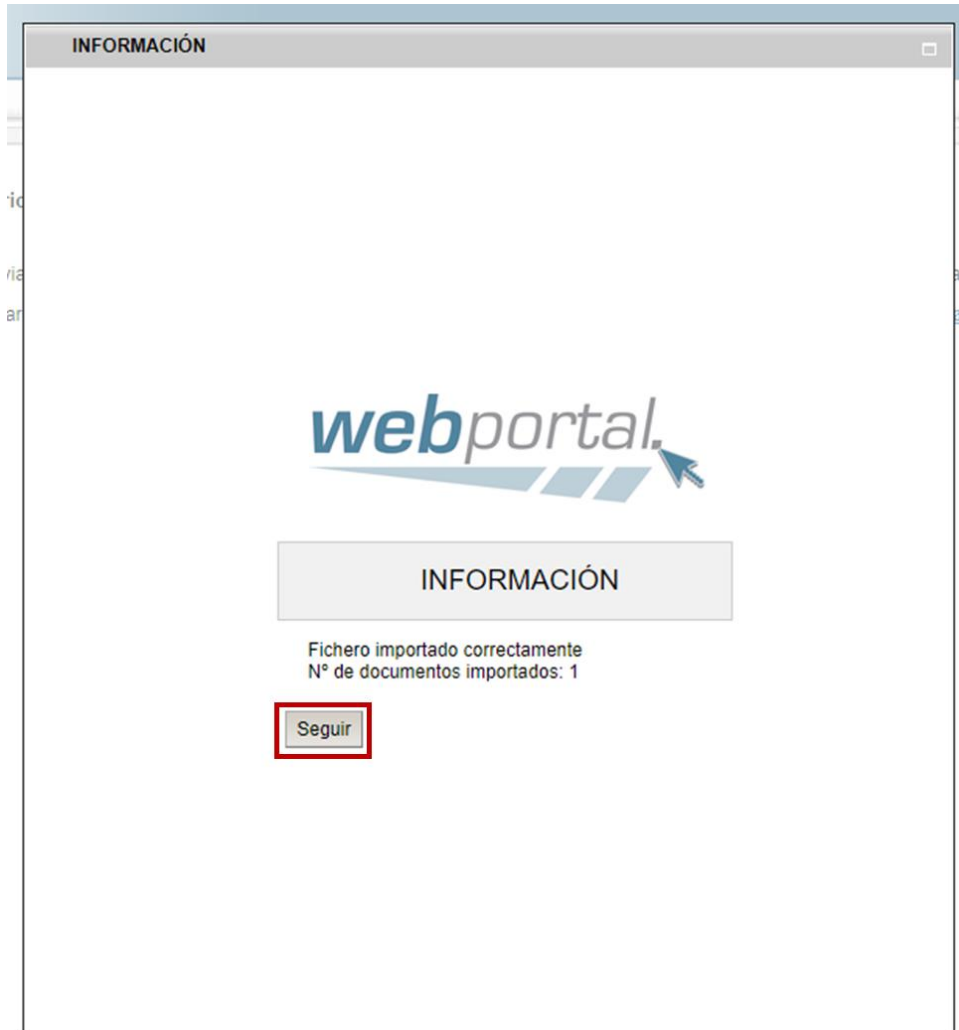 INFORMACIÓN
webportal.
INFORMACIÓN
Fichero importado correctamente
Nº de documentos importados: 1
Seguir